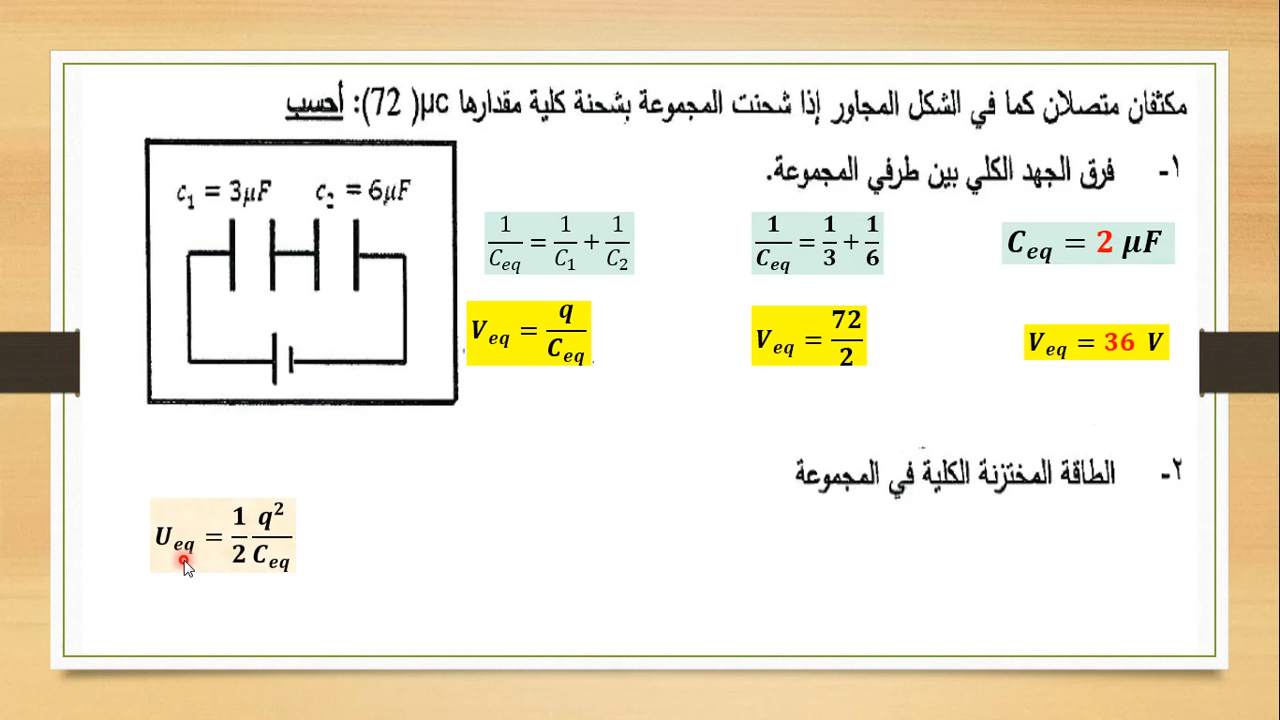 مكثفان متصلان كما في الشكل المجاور إذا شحنت المجموعة بشحنة كلية مقدارها μc (72): أحسب
١- فرق الجهد الكلي بين طرفي المجموعة.
c₁ = 3μF c₂ = 6μF
1/C_eq = 1/C₁ + 1/C₂ 1/C_eq = 1/3 + 1/6 C_eq = 2 μF
V_eq = q/C_eq V_eq = 72/2 V_eq = 36 V
٢- الطاقة المختزنة الكلية في المجموعة
U_eq = 1/2 q²/C_eq